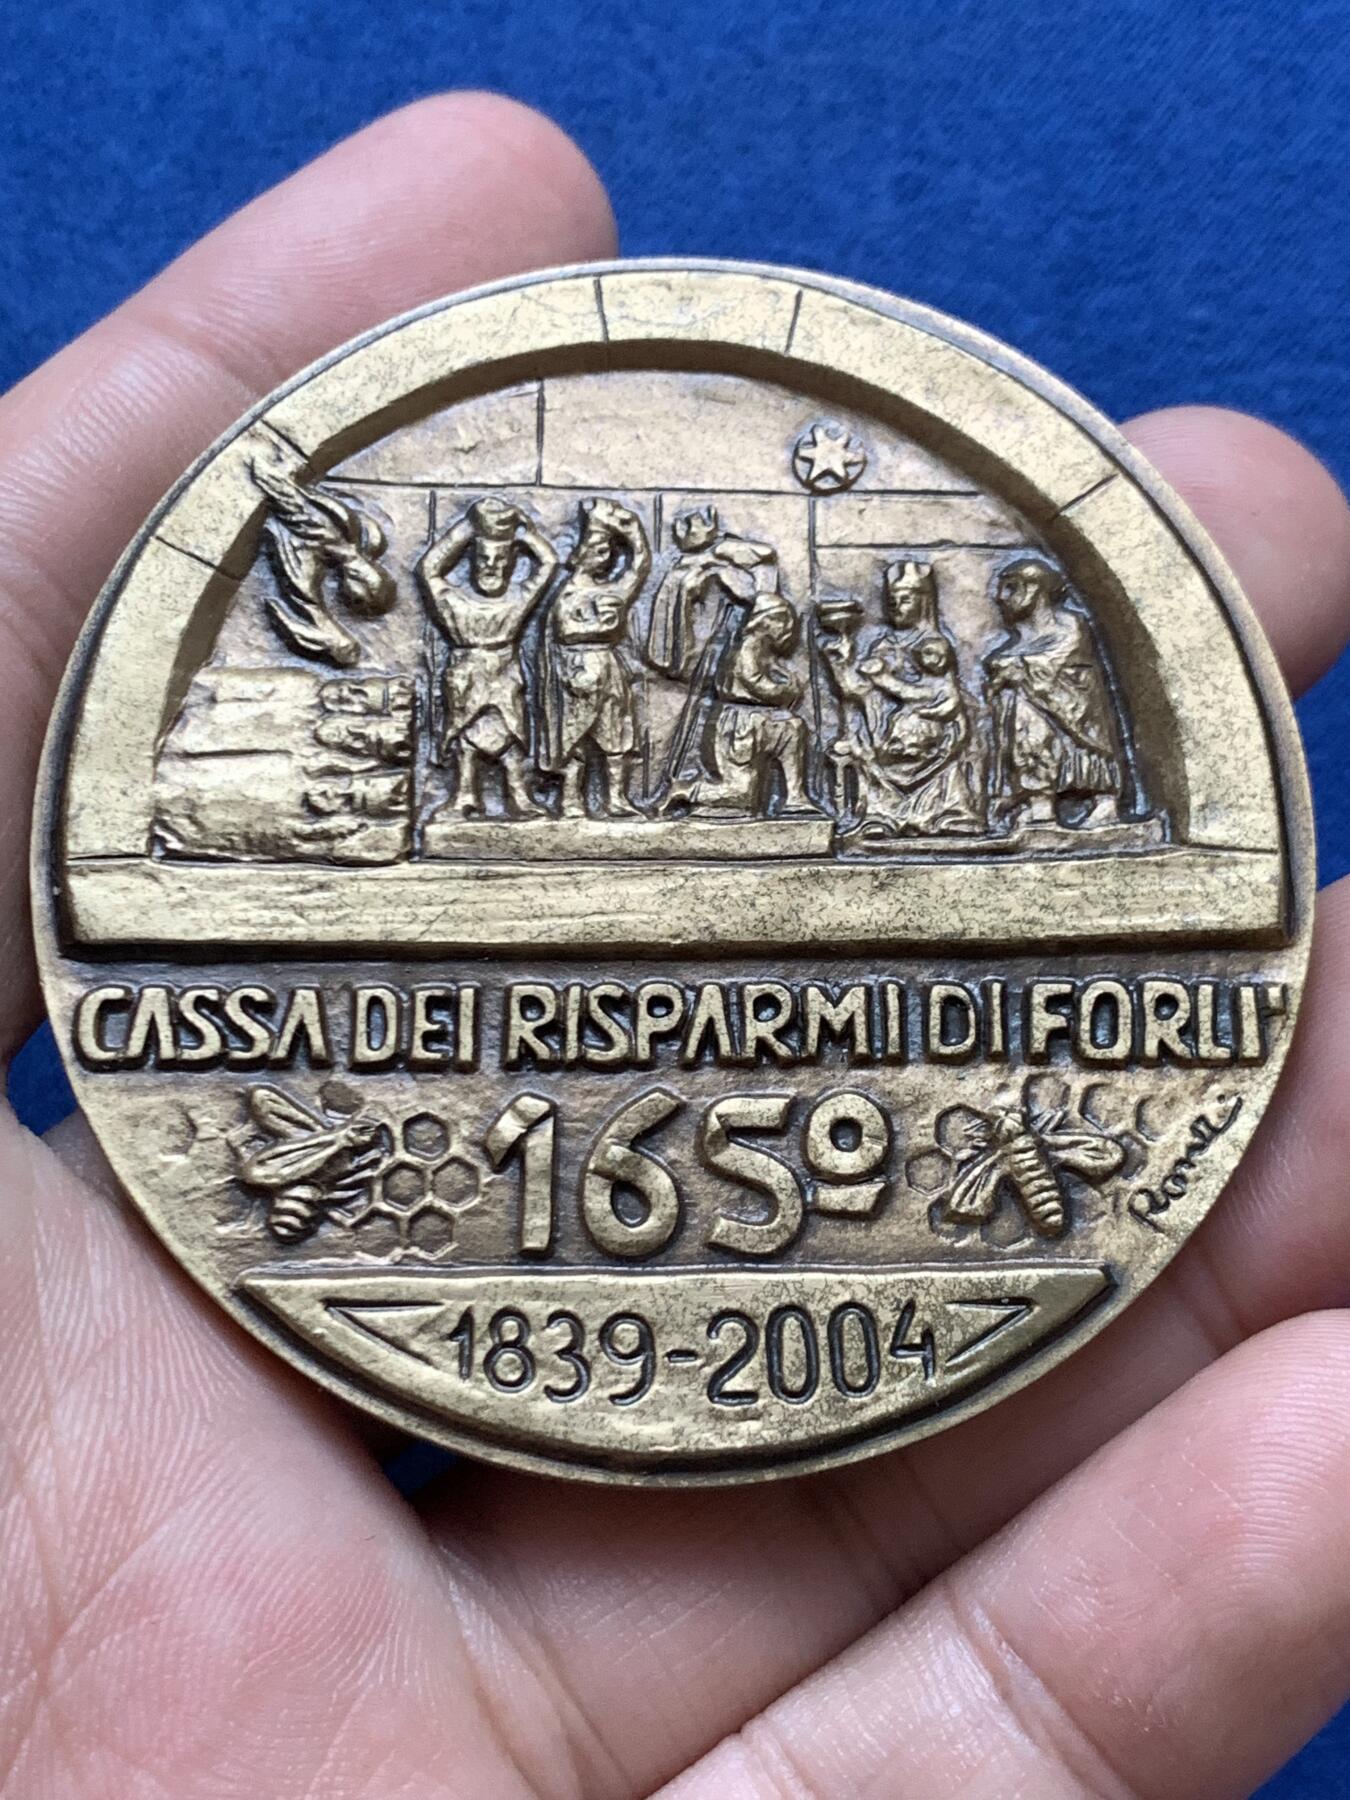 CASSA DEI RISPARMI DI FORLI'
165º
1839-2004